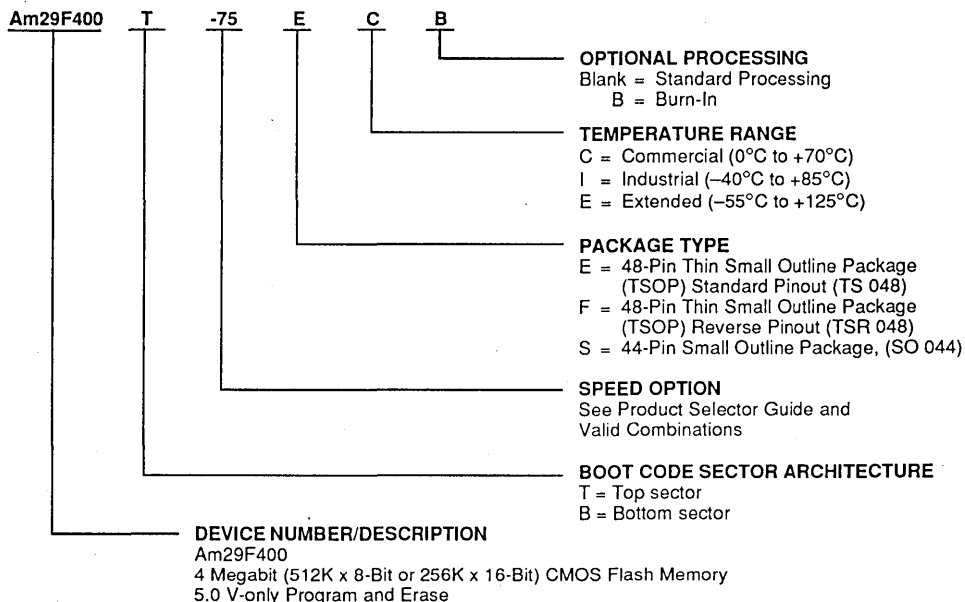 Am29F400 T -75 E C B
OPTIONAL PROCESSING
Blank = Standard Processing
B = Burn-In
TEMPERATURE RANGE
C = Commercial (0°C to +70°C)
I = Industrial (–40°C to +85°C)
E = Extended (–55°C to +125°C)
PACKAGE TYPE
E = 48-Pin Thin Small Outline Package
(TSOP) Standard Pinout (TS 048)
F = 48-Pin Thin Small Outline Package
(TSOP) Reverse Pinout (TSR 048)
S = 44-Pin Small Outline Package, (SO 044)
SPEED OPTION
See Product Selector Guide and
Valid Combinations
BOOT CODE SECTOR ARCHITECTURE
T = Top sector
B = Bottom sector
DEVICE NUMBER/DESCRIPTION
Am29F400
4 Megabit (512K x 8-Bit or 256K x 16-Bit) CMOS Flash Memory
5.0 V-only Program and Erase